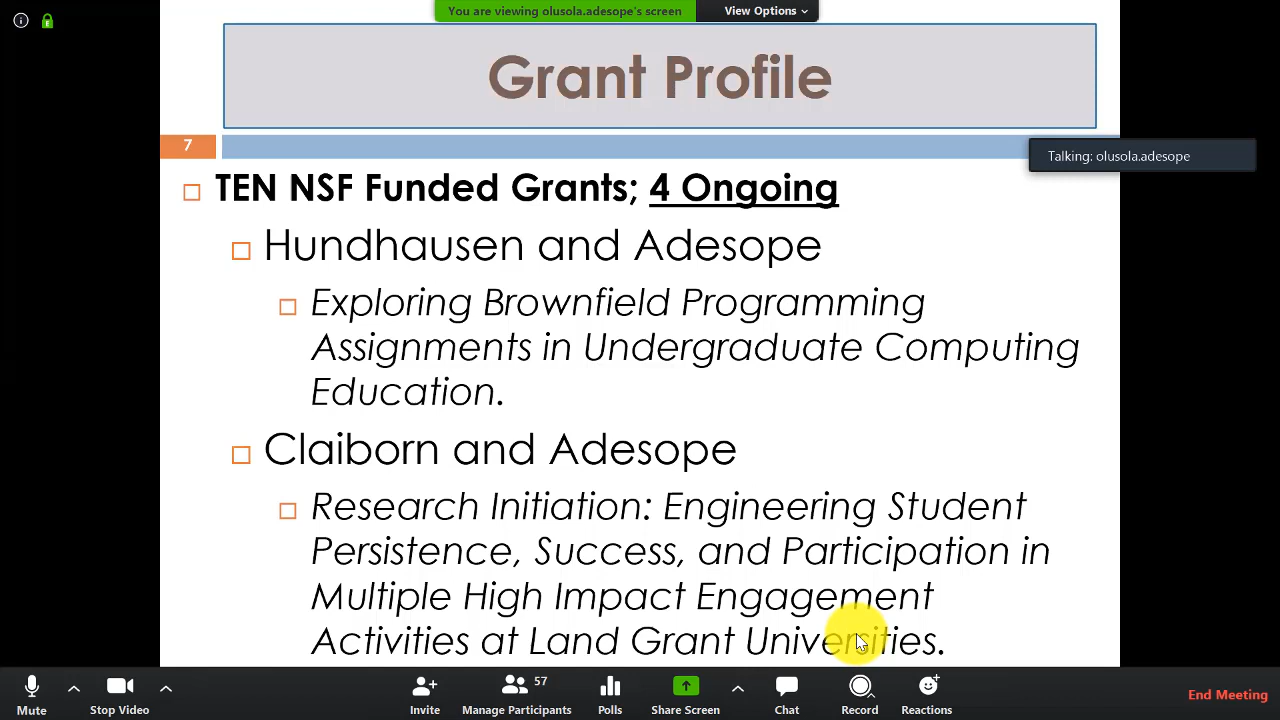 You are viewing olusola.adesope's screen
View Options
Grant Profile
7
Talking: olusola.adesope
TEN NSF Funded Grants; 4 Ongoing
Hundhausen and Adesope
Exploring Brownfield Programming
Assignments in Undergraduate Computing
Education.
Claiborn and Adesope
Research Initiation: Engineering Student
Persistence, Success, and Participation in
Multiple High Impact Engagement
Activities at Land Grant Universities.
57
Mute
Stop Video
Invite
Manage Participants
Polls
Share Screen
Chat
Record
Reactions
End Meeting